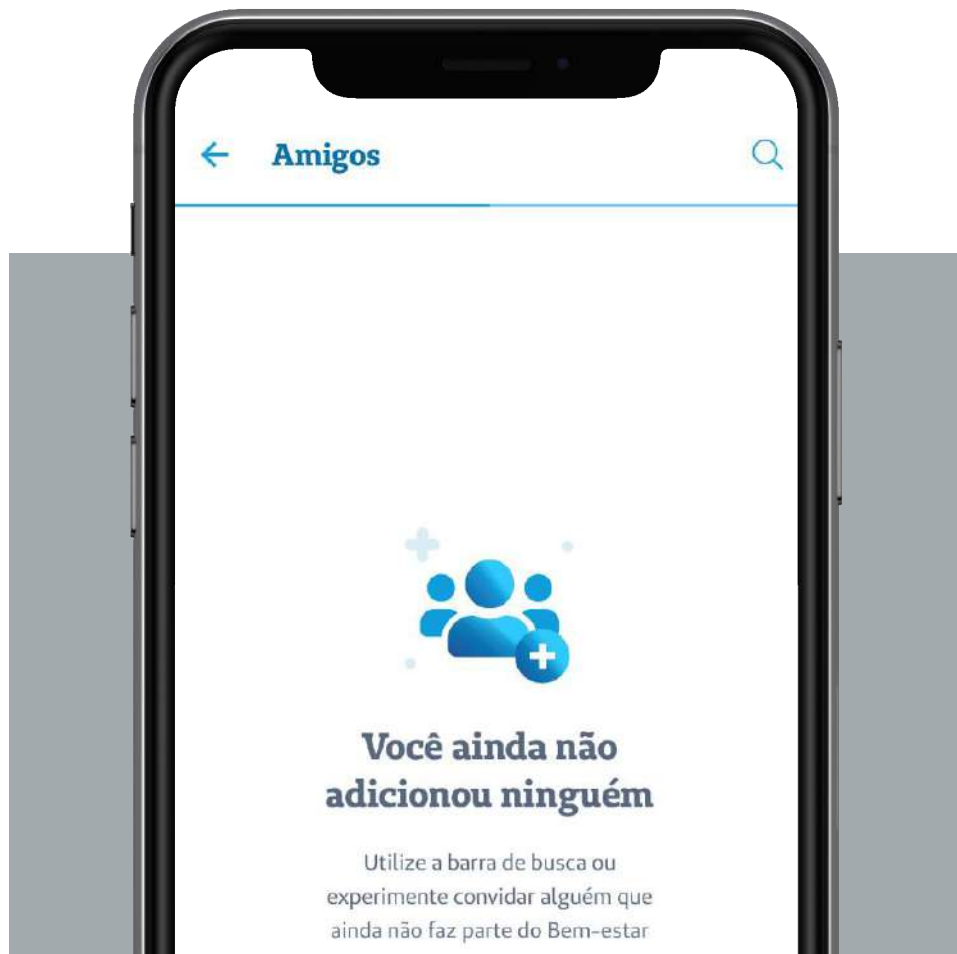 Amigos
Você ainda não
adicionou ninguém
Utilize a barra de busca ou
experimente convidar alguém que
ainda não faz parte do Bem-estar